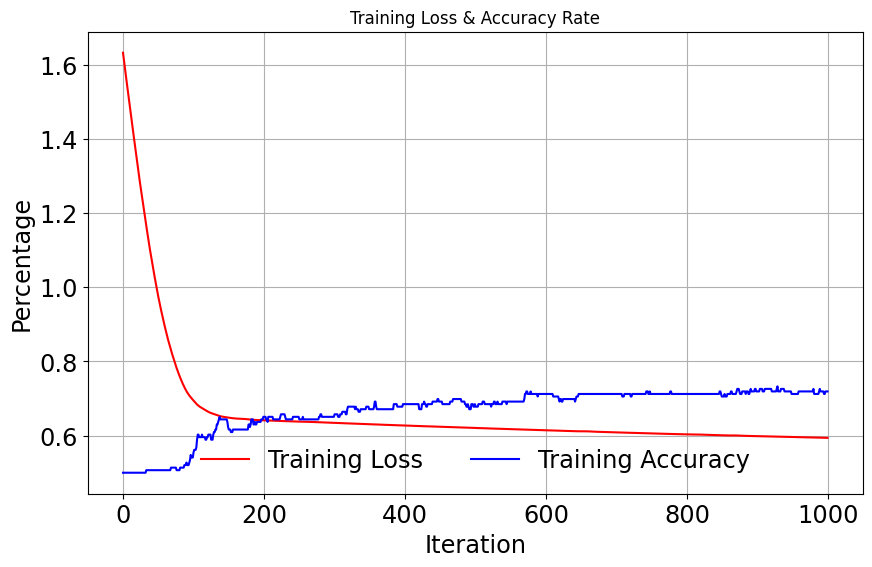 Training Loss & Accuracy Rate
Percentage
1.6
1.4
1.2
1.0
0.8
0.6
Training Loss Training Accuracy
0 200 400 600 800 1000
Iteration